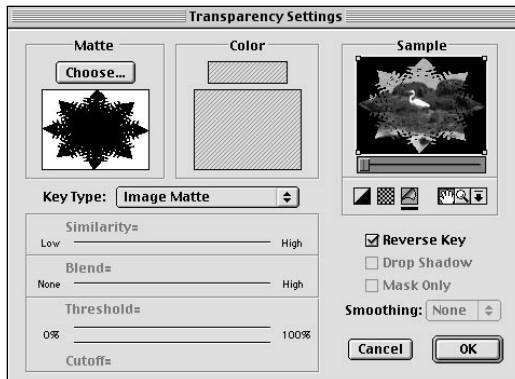 Transparency Settings
Matte
Choose...
Color
Sample
Key Type: Image Matte
Similarity=
Low High
Blend=
None High
Threshold=
0% 100%
Cutoff=
Reverse Key
Drop Shadow
Mask Only
Smoothing: None
Cancel OK